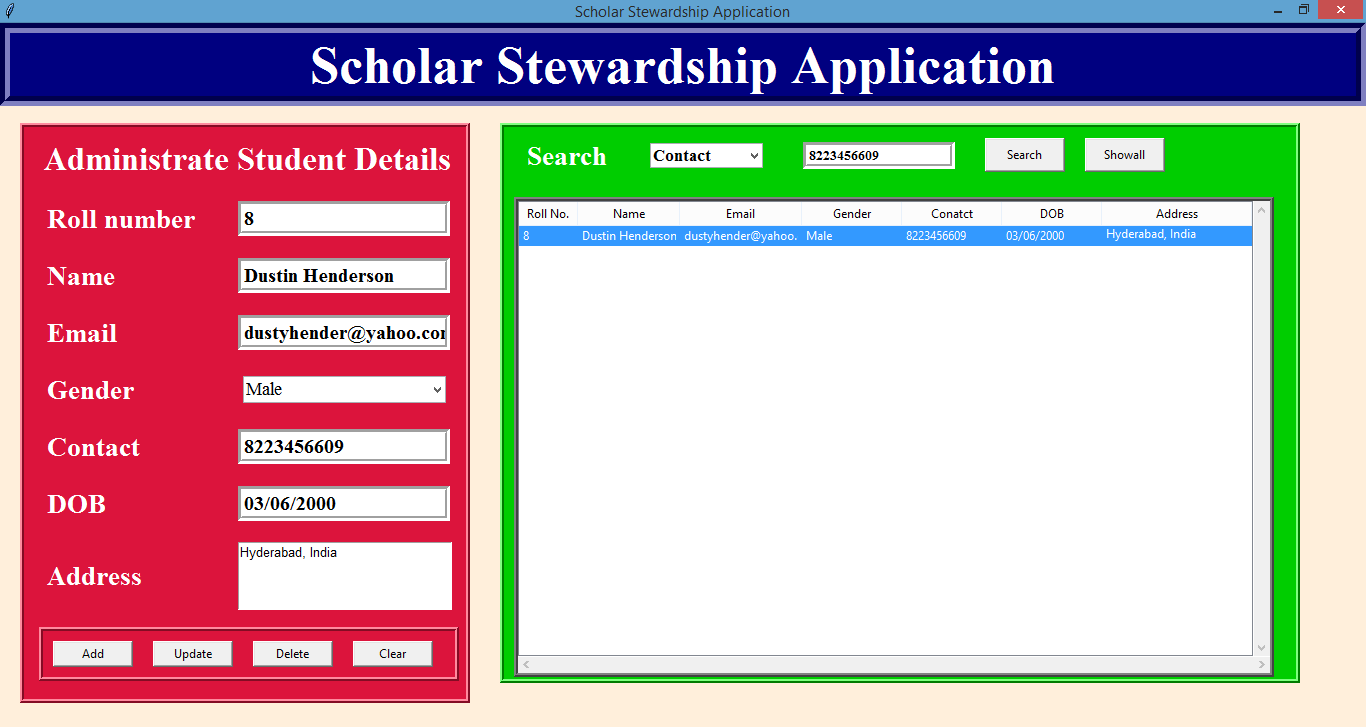 Scholar Stewardship Application
Scholar Stewardship Application
Administrate Student Details
Roll number 8
Name Dustin Henderson
Email dustyhender@yahoo.com
Gender Male
Contact 8223456609
DOB 03/06/2000
Address Hyderabad, India
Add Update Delete Clear
Search Contact 8223456609 Search Showall
Roll No. Name Email Gender Conatct DOB Address
8 Dustin Henderson dustyhender@yahoo. Male 8223456609 03/06/2000 Hyderabad, India